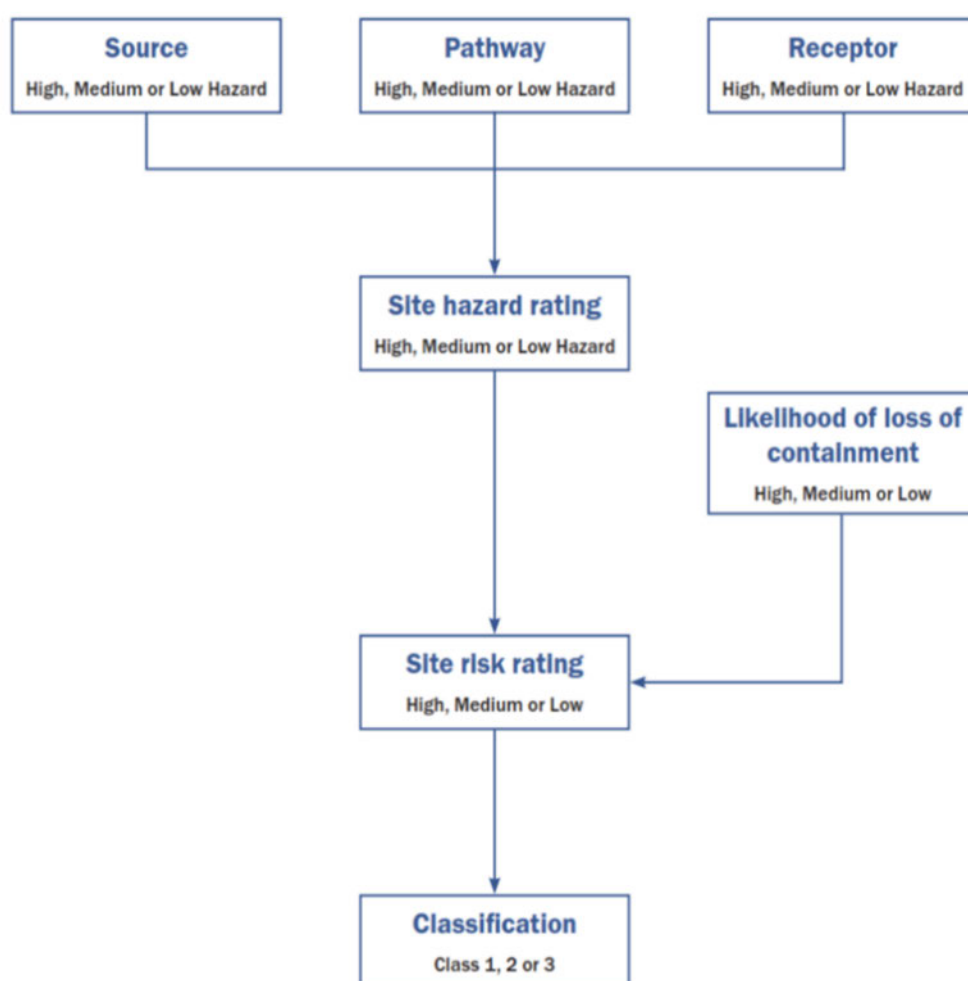 Source
High, Medium or Low Hazard
Pathway
High, Medium or Low Hazard
Receptor
High, Medium or Low Hazard
Site hazard rating
High, Medium or Low Hazard
Likelihood of loss of
containment
High, Medium or Low
Site risk rating
High, Medium or Low
Classification
Class 1, 2 or 3